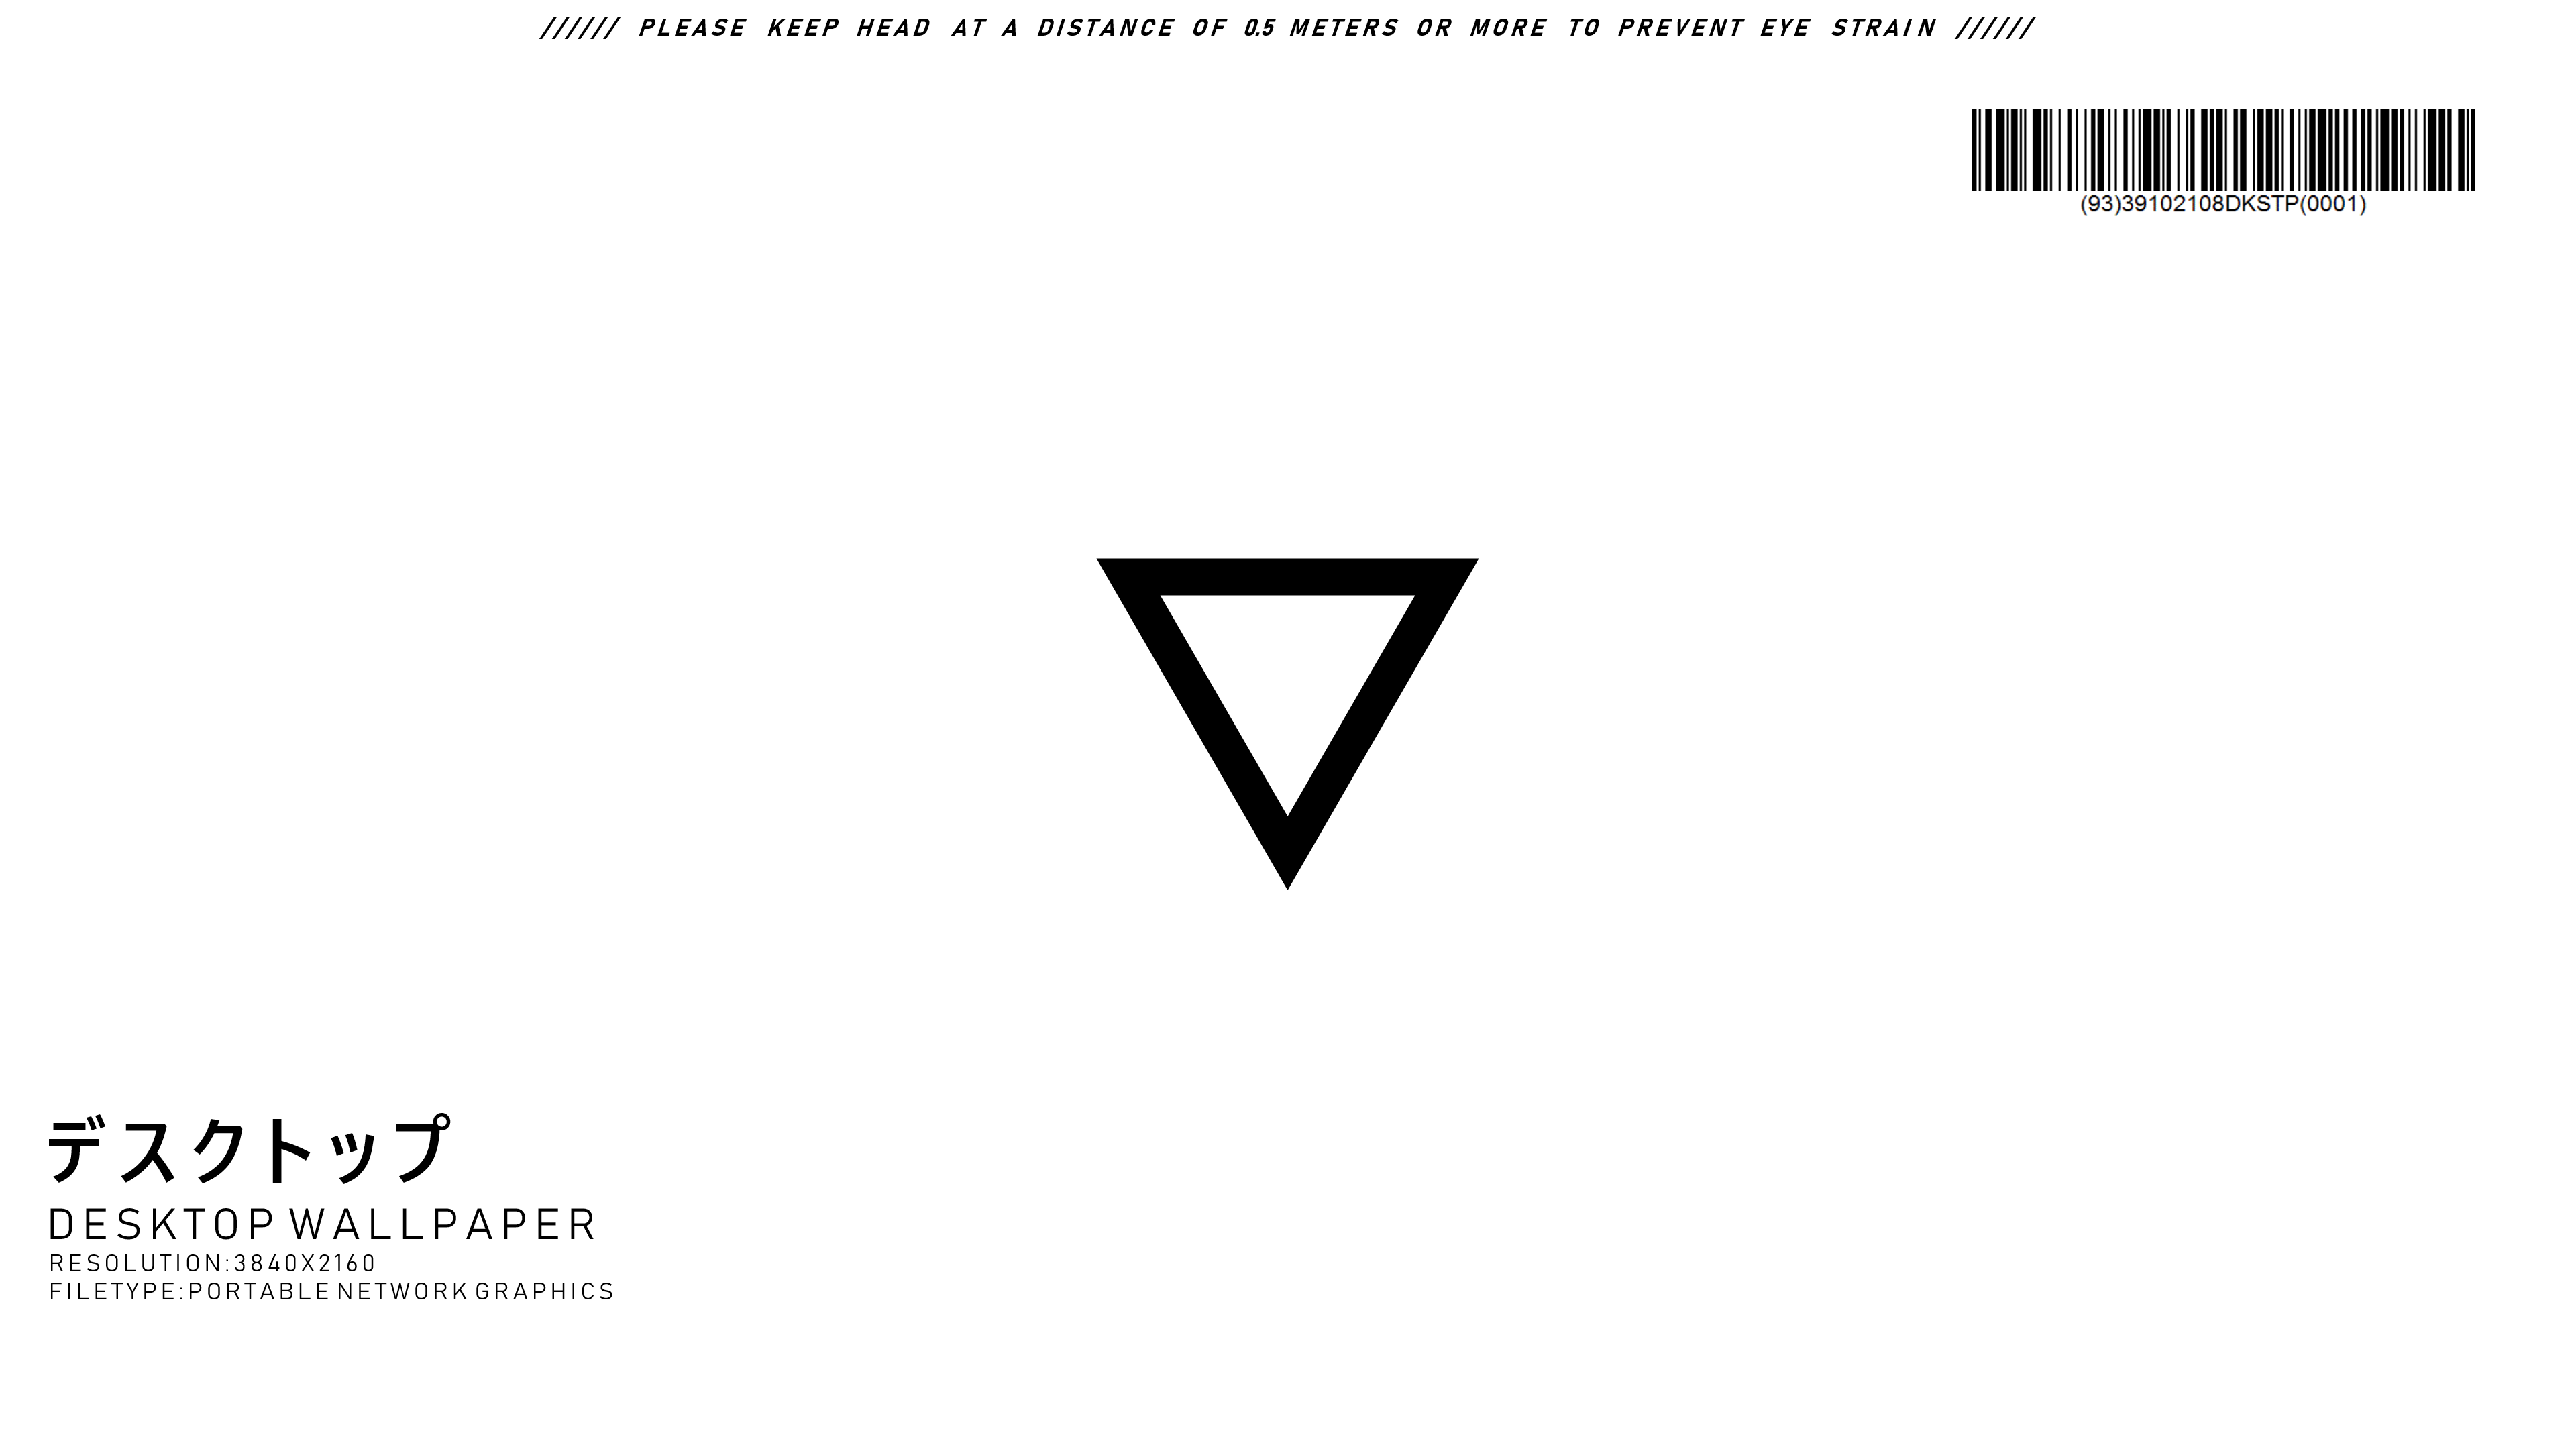 ////// PLEASE KEEP HEAD AT A DISTANCE OF 0.5 METERS OR MORE TO PREVENT EYE STRAIN //////
(93)39102108DKSTP(0001)
デスクトップ
DESKTOP WALLPAPER
RESOLUTION:3840X2160
FILETYPE:PORTABLE NETWORK GRAPHICS